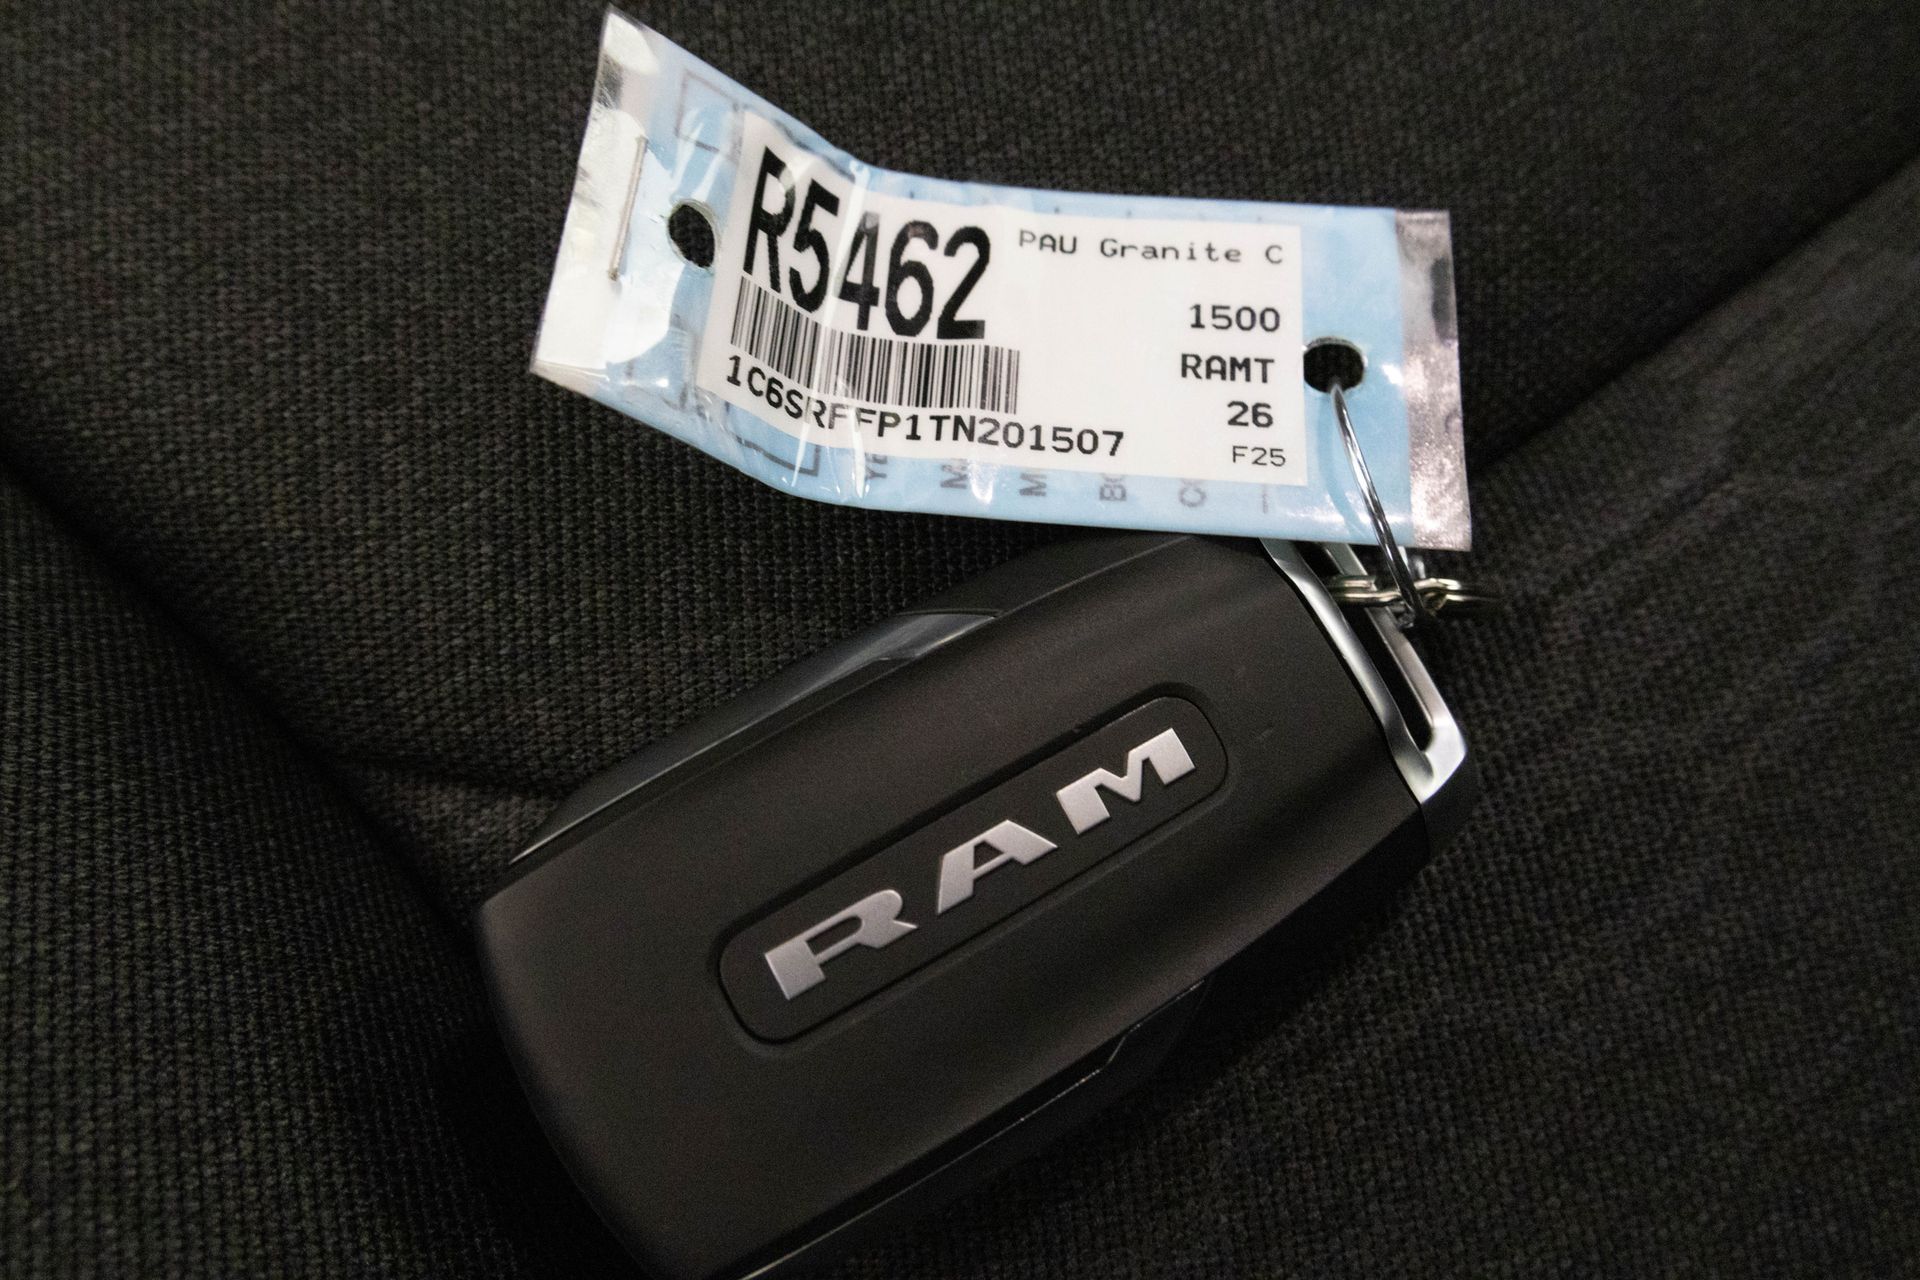 R5462
PAU Granite C
1500
RAMT
26
F25
1C6SRFFP1TN201507
RAM